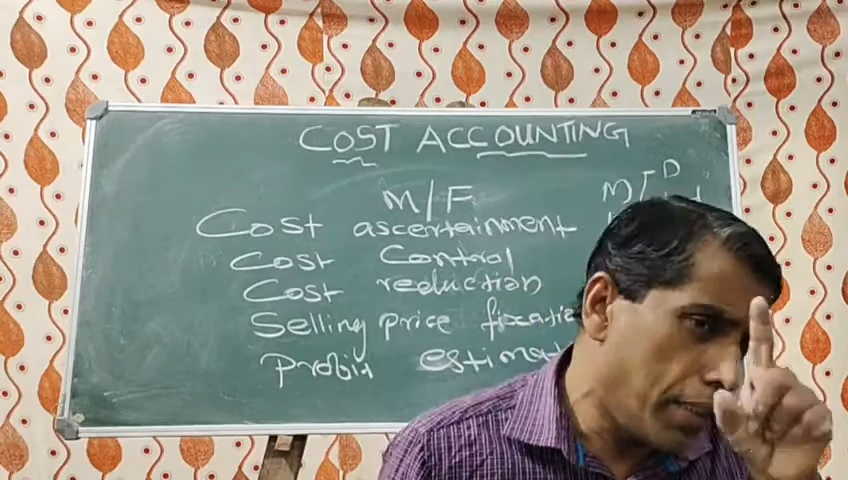 COST ACCOUNTING
M/F M/D
Cost ascertainment
Cost Control
Cost reduction
Selling price
Profit